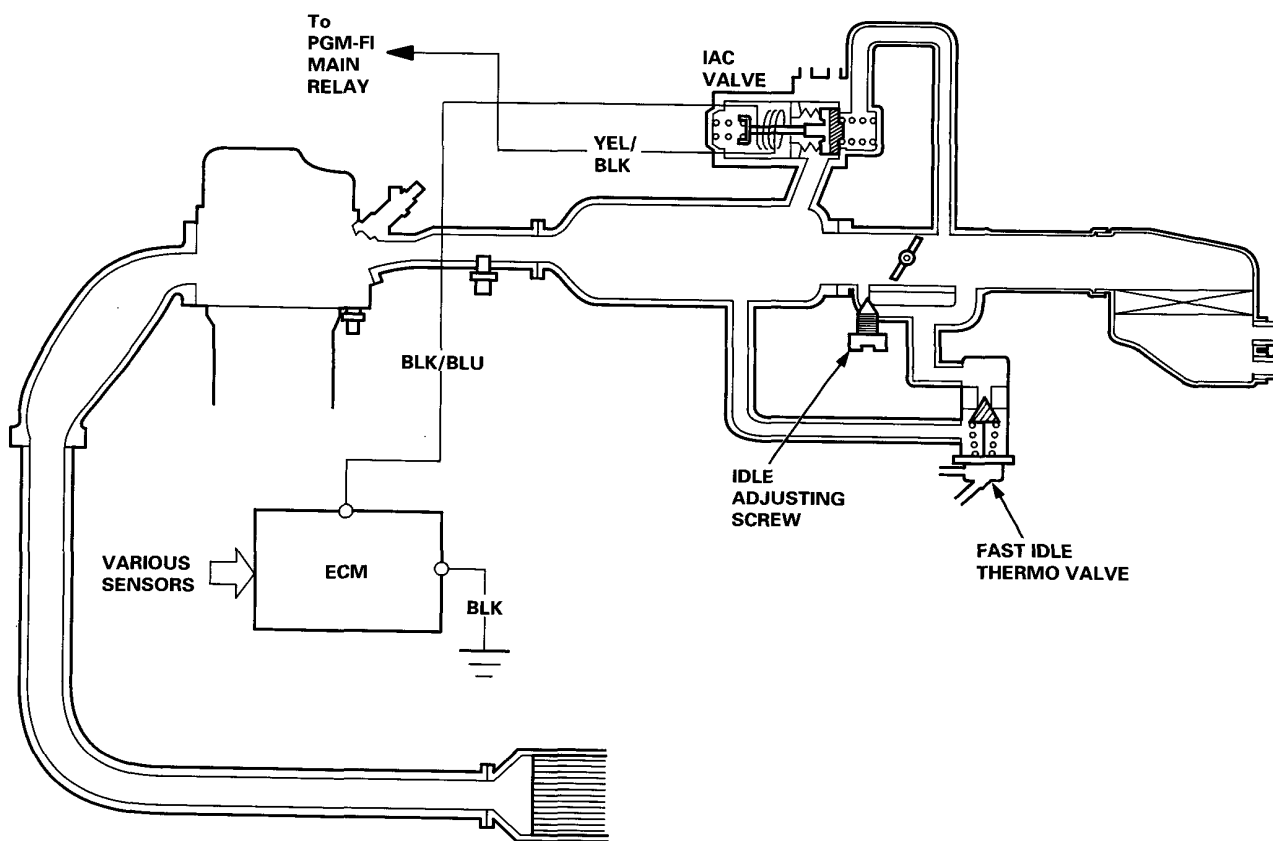 To
PGM-FI
MAIN
RELAY
IAC
VALVE
YEL/
BLK
BLK/BLU
IDLE
ADJUSTING
SCREW
FAST IDLE
THERMO VALVE
VARIOUS
SENSORS
ECM
BLK